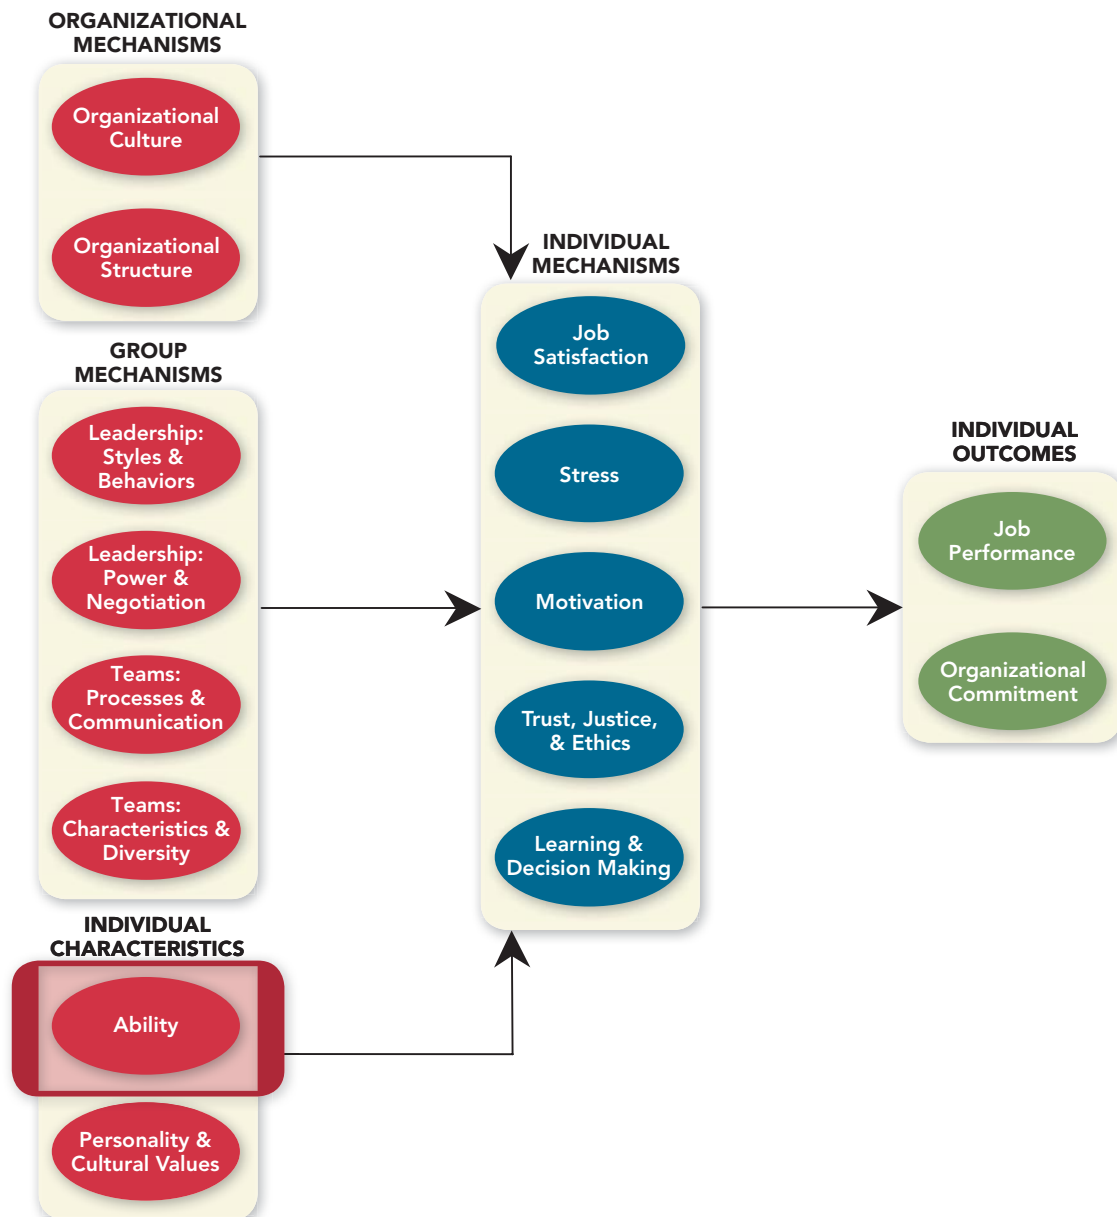 ORGANIZATIONAL
MECHANISMS
Organizational
Culture
Organizational
Structure
GROUP
MECHANISMS
Leadership:
Styles &
Behaviors
Leadership:
Power &
Negotiation
Teams:
Processes &
Communication
Teams:
Characteristics &
Diversity
INDIVIDUAL
CHARACTERISTICS
Ability
Personality &
Cultural Values
INDIVIDUAL
MECHANISMS
Job
Satisfaction
Stress
Motivation
Trust, Justice,
& Ethics
Learning &
Decision Making
INDIVIDUAL
OUTCOMES
Job
Performance
Organizational
Commitment